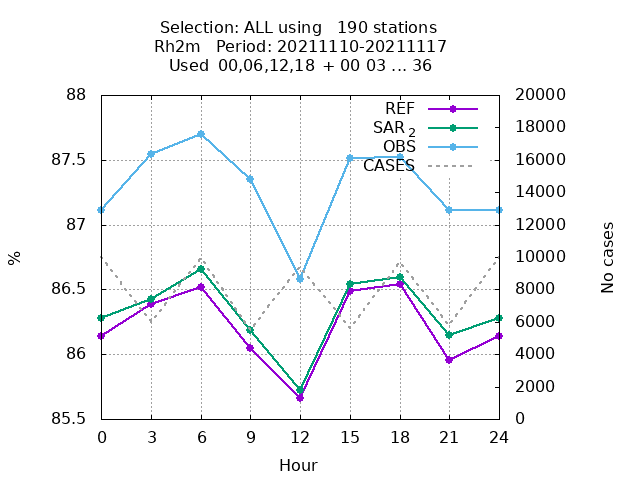 Selection: ALL using   190 stations
Rh2m   Period: 20211110-20211117
Used  00,06,12,18  + 00 03 ... 36
88
87.5
87
86.5
86
85.5
%
20000
18000
16000
14000
12000
10000
8000
6000
4000
2000
0
No cases
REF
SAR2
OBS
CASES
0 3 6 9 12 15 18 21 24
Hour